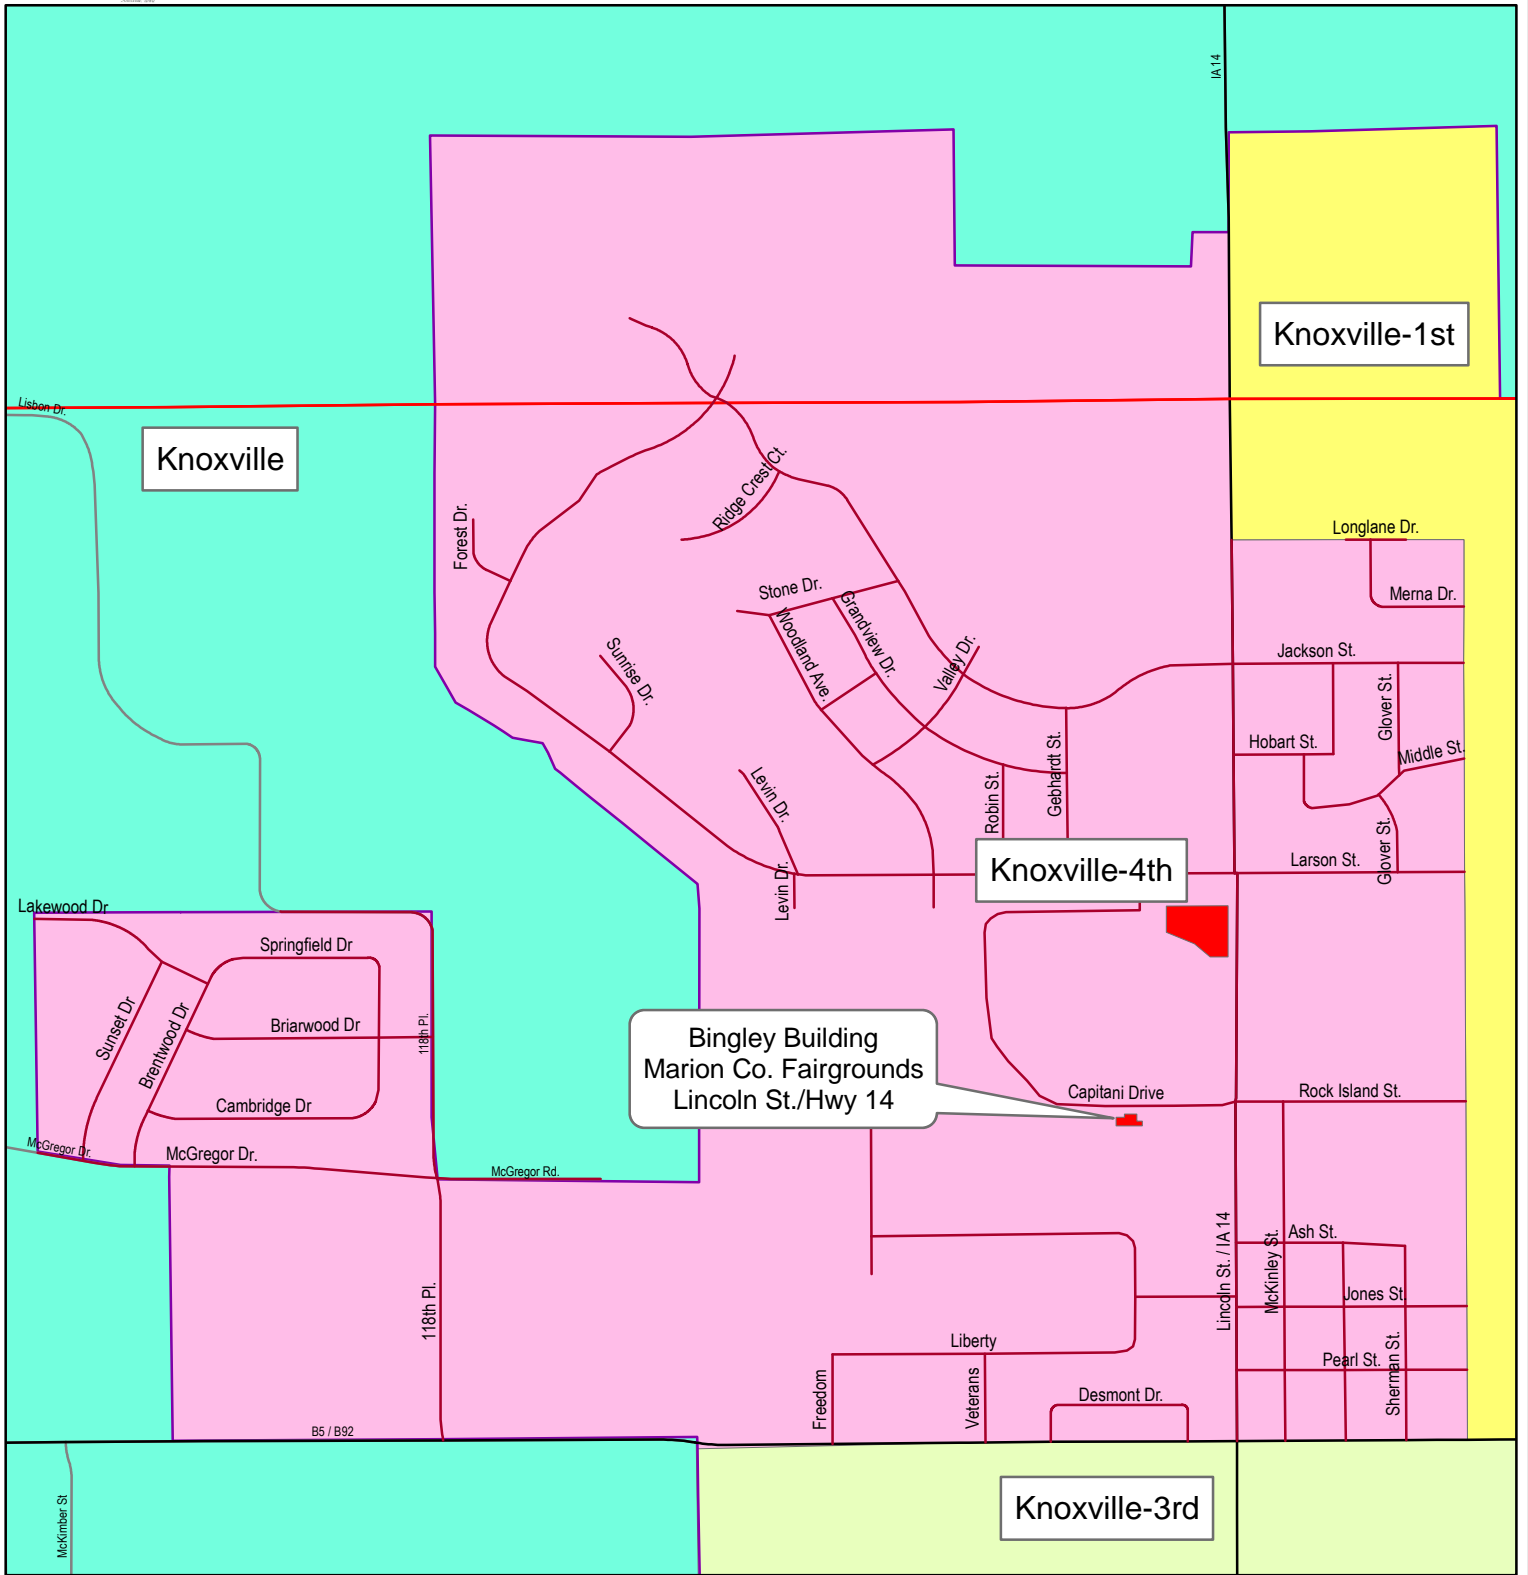 IA 14
Knoxville-1st
Lisbon Dr.
Knoxville
Ridge Crest Ct.
Forest Dr.
Longlane Dr.
Stone Dr.
Merna Dr.
Grandview Dr.
Woodland Ave.
Sunrise Dr.
Valley Dr.
Jackson St.
Glover St.
Hobart St.
Middle St.
Gebhardt St.
Levin Dr.
Robin St.
Glover St.
Larson St.
Knoxville-4th
Levin Dr.
Lakewood Dr
Springfield Dr
Sunset Dr
Brentwood Dr
Briarwood Dr
118th Pl.
Bingley Building
Marion Co. Fairgrounds
Lincoln St./Hwy 14
Capitani Drive
Rock Island St.
Cambridge Dr
McGregor Dr.
McGregor Dr.
McGregor Rd.
Lincoln St. / IA 14
McKinley St.
Ash St.
118th Pl.
Jones St.
Liberty
Pearl St.
Sherman St.
Freedom
Veterans
Desmont Dr.
B5 / B92
Knoxville-3rd
McKimber St